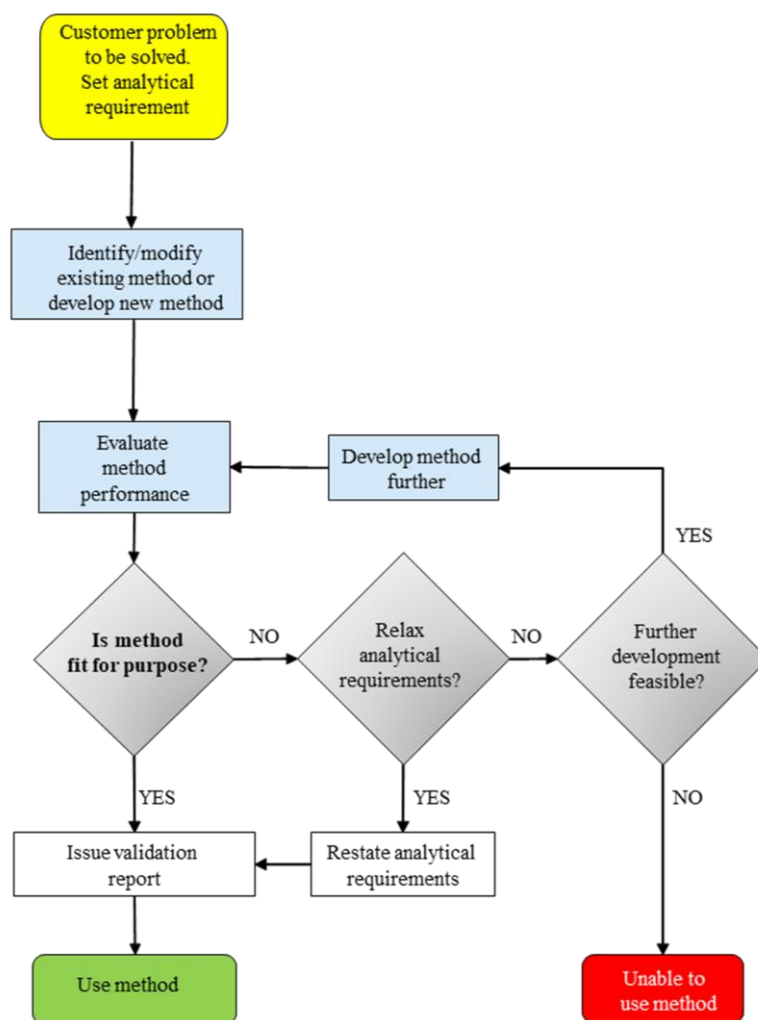 Customer problem
to be solved.
Set analytical
requirement
Identify/modify
existing method or
develop new method
Evaluate
method
performance
Develop method
further
YES
Is method
fit for purpose?
NO
Relax
analytical
requirements?
NO
Further
development
feasible?
YES
YES
NO
Issue validation
report
Restate analytical
requirements
Use method
Unable to
use method